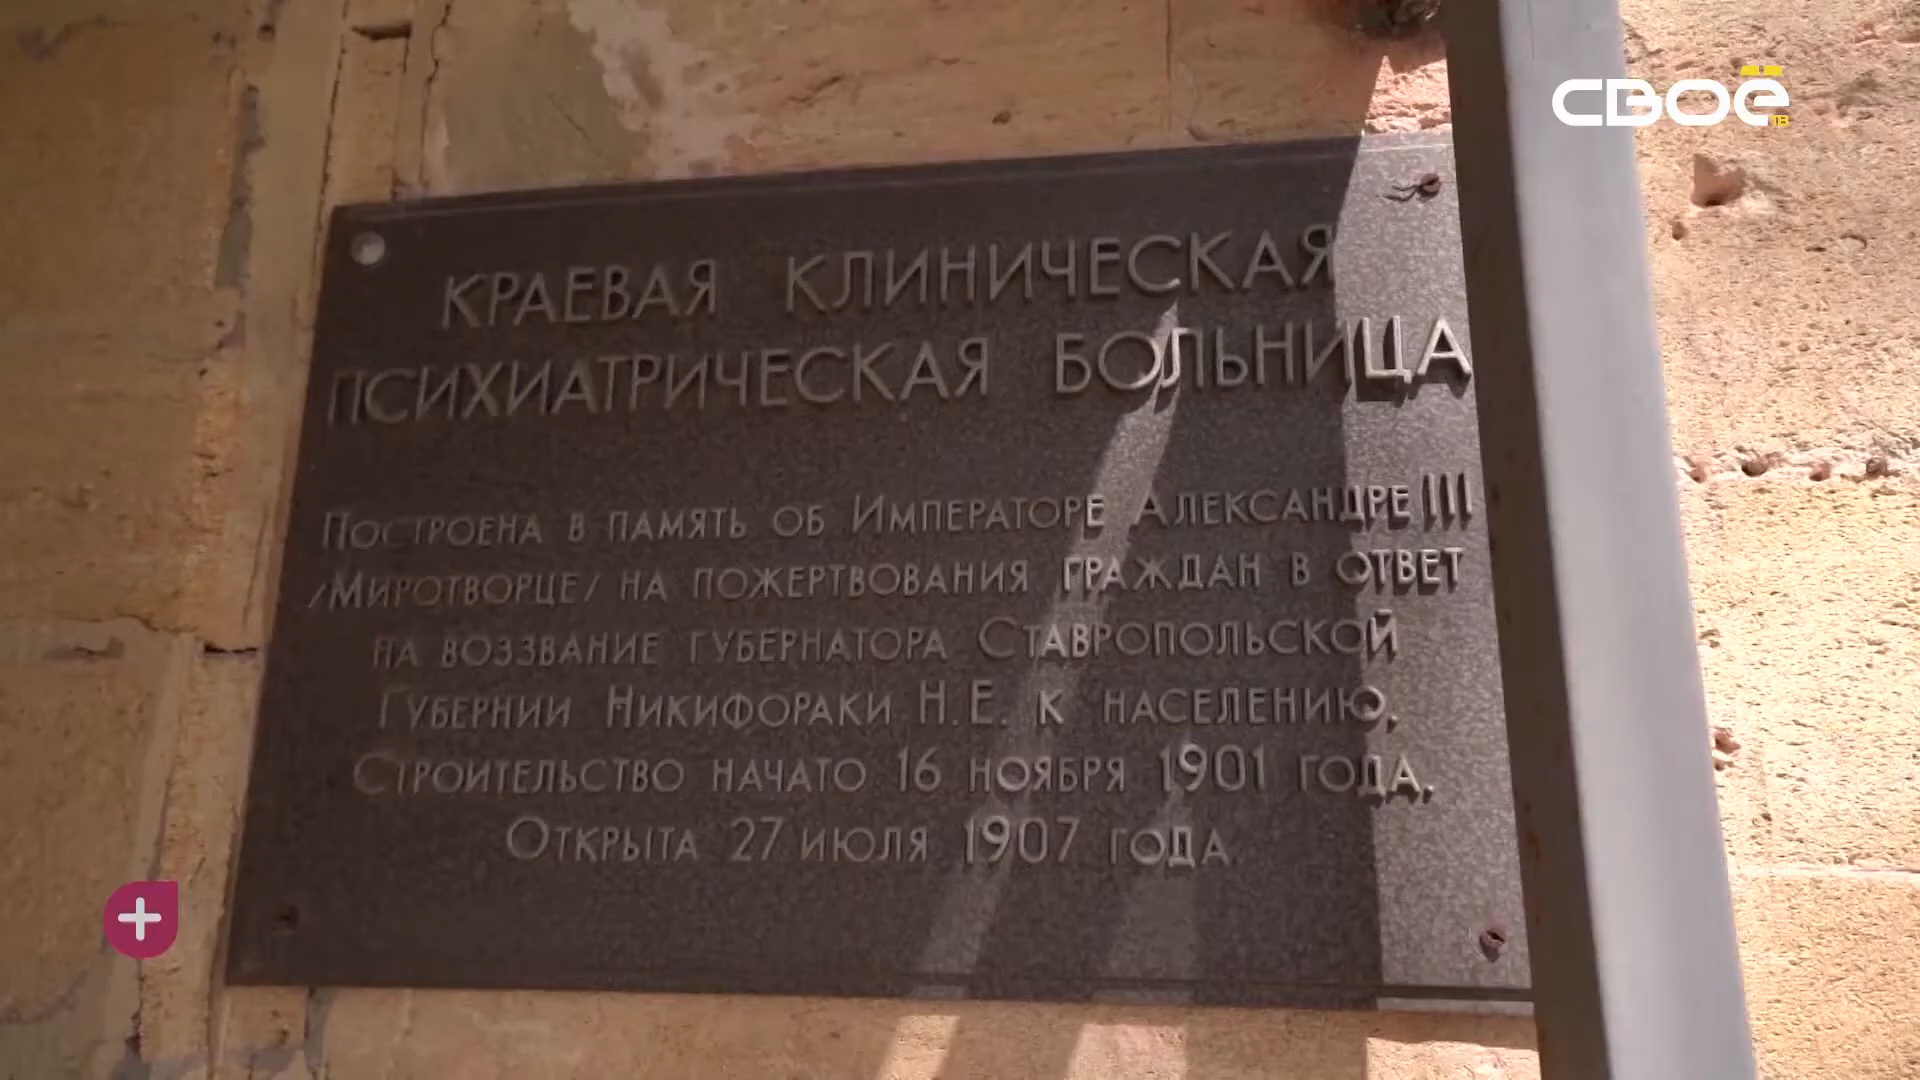 СВОЁ
ТВ
КРАЕВАЯ КЛИНИЧЕСКАЯ
ПСИХИАТРИЧЕСКАЯ БОЛЬНИЦА
ПОСТРОЕНА В ПАМЯТЬ ОБ ИМПЕРАТОРЕ АЛЕКСАНДРЕ III
/МИРОТВОРЦЕ/ НА ПОЖЕРТВОВАНИЯ ГРАЖДАН В ОТВЕТ
НА ВОЗЗВАНИЕ ГУБЕРНАТОРА СТАВРОПОЛЬСКОЙ
ГУБЕРНИИ НИКИФОРАКИ Н.Е. К НАСЕЛЕНИЮ,
СТРОИТЕЛЬСТВО НАЧАТО 16 НОЯБРЯ 1901 ГОДА.
ОТКРЫТА 27 ИЮЛЯ 1907 ГОДА